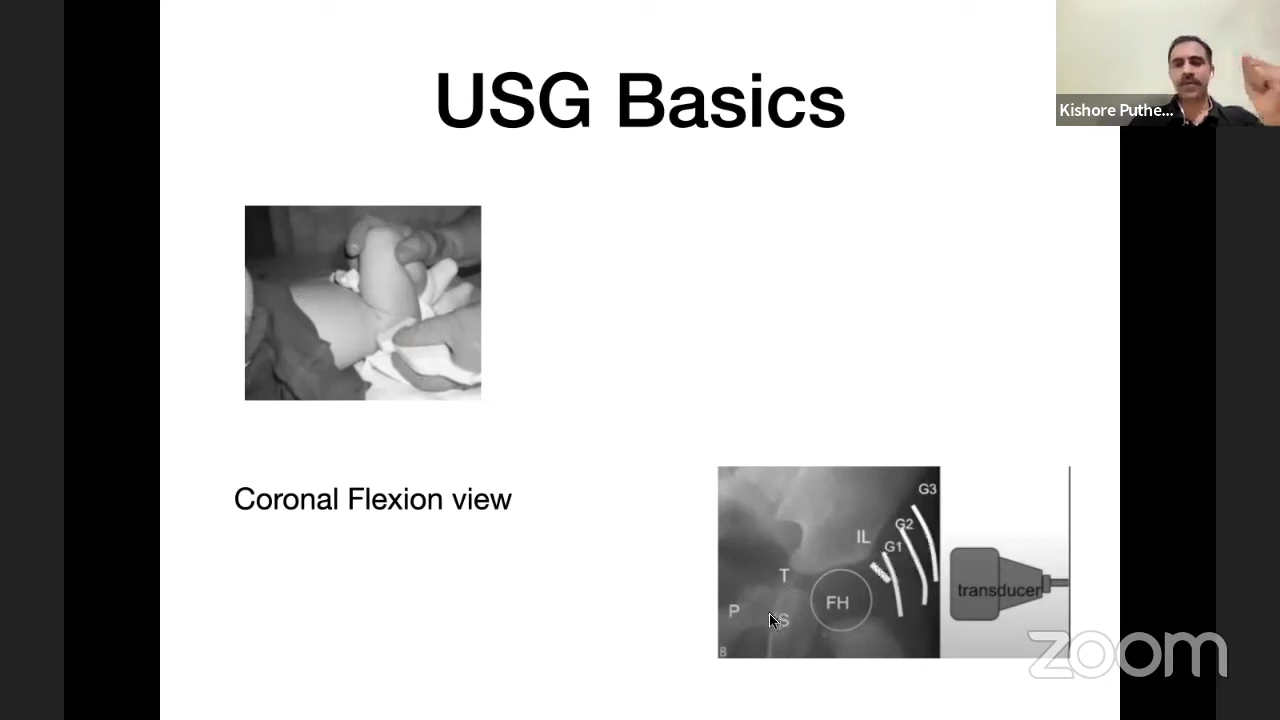 USG Basics
Kishore Puthe...
Coronal Flexion view
G3
G2
IL
G1
T
FH
P
S
B
transducer
zoom